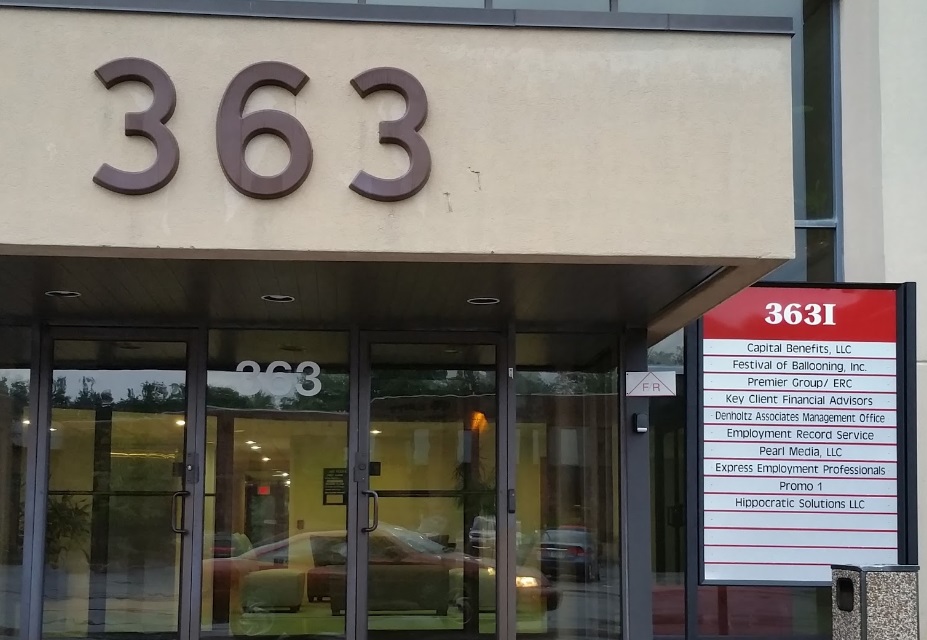 363
363I
363
Capital Benefits, LLC
Festival of Ballooning, Inc.
F R
Premier Group/ ERC
Key Client Financial Advisors
Denholtz Associates Management Office
Employment Record Service
Pearl Media, LLC
Express Employment Professionals
Promo 1
Hippocratic Solutions LLC